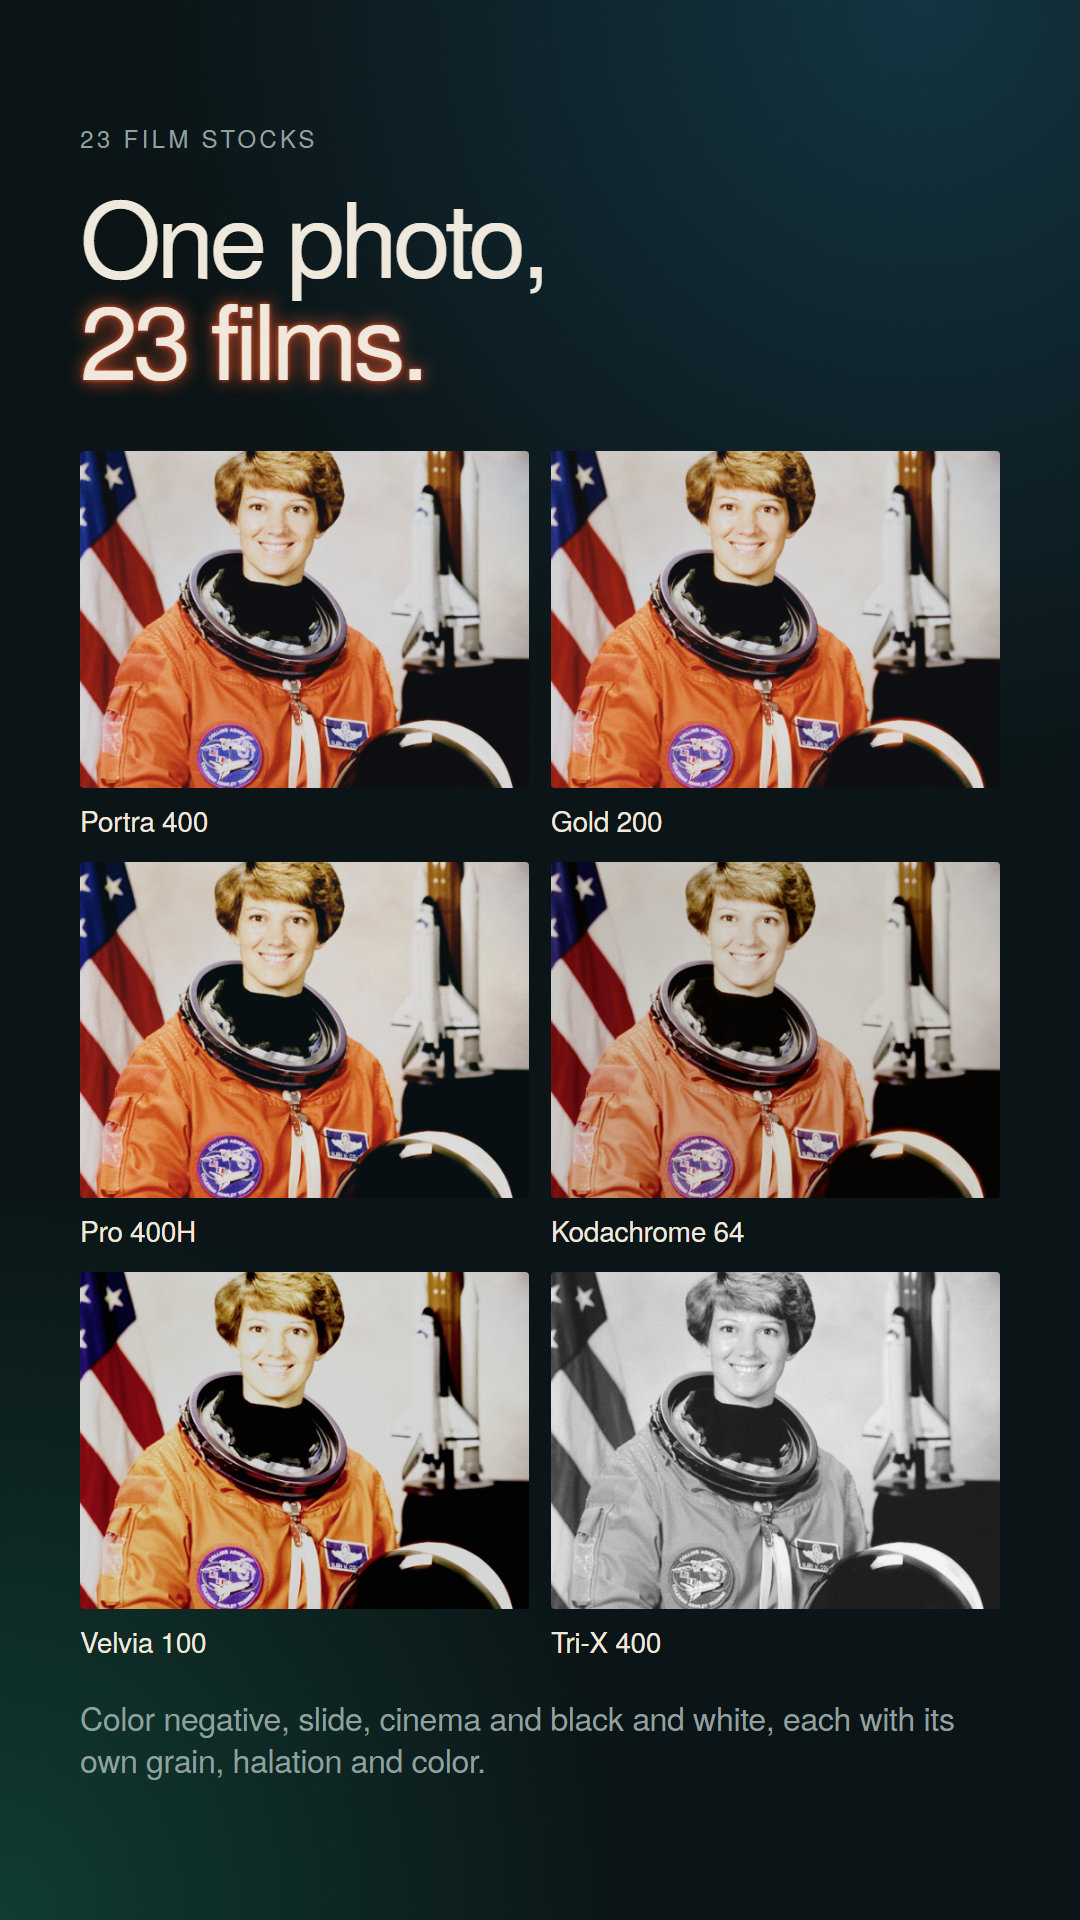 23 FILM STOCKS
One photo,
23 films.
Portra 400
Gold 200
Pro 400H
Kodachrome 64
Velvia 100
Tri-X 400
Color negative, slide, cinema and black and white, each with its
own grain, halation and color.